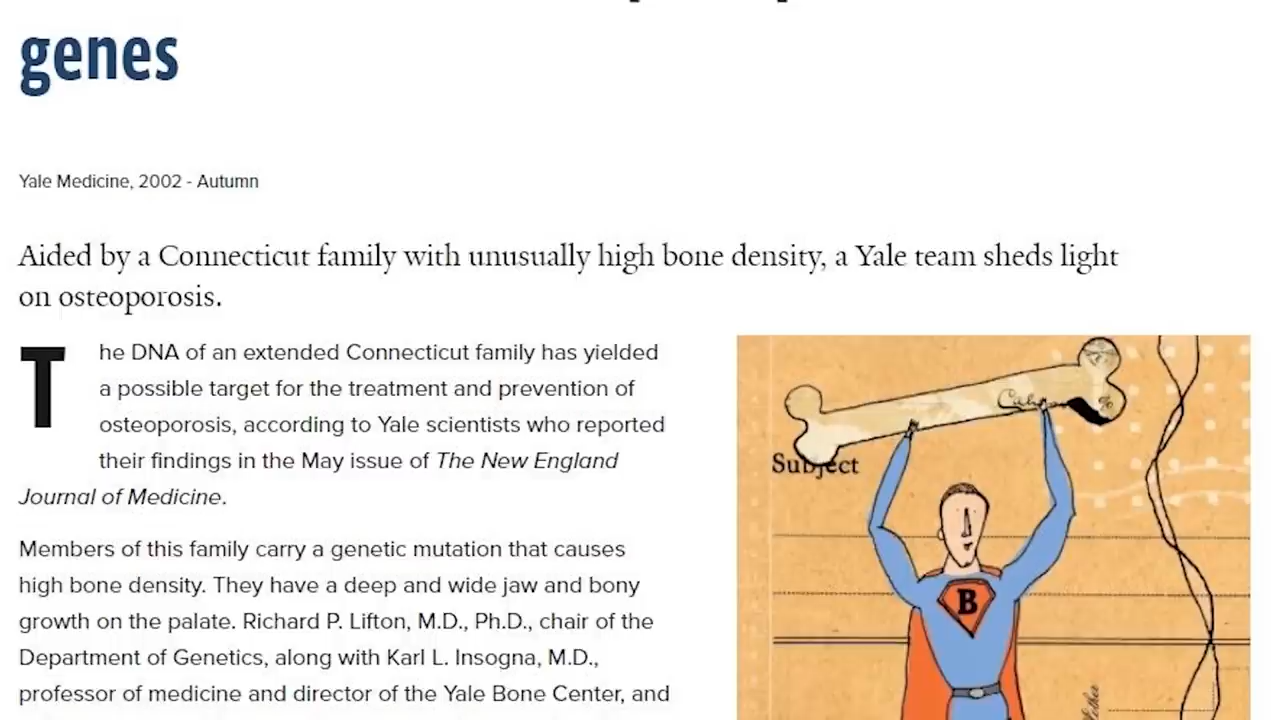 genes
Yale Medicine, 2002 - Autumn
Aided by a Connecticut family with unusually high bone density, a Yale team sheds light
on osteoporosis.
The DNA of an extended Connecticut family has yielded
a possible target for the treatment and prevention of
osteoporosis, according to Yale scientists who reported
their findings in the May issue of The New England
Journal of Medicine.
Members of this family carry a genetic mutation that causes
high bone density. They have a deep and wide jaw and bony
growth on the palate. Richard P. Lifton, M.D., Ph.D., chair of the
Department of Genetics, along with Karl L. Insogna, M.D.,
professor of medicine and director of the Yale Bone Center, and
%
Subject
B